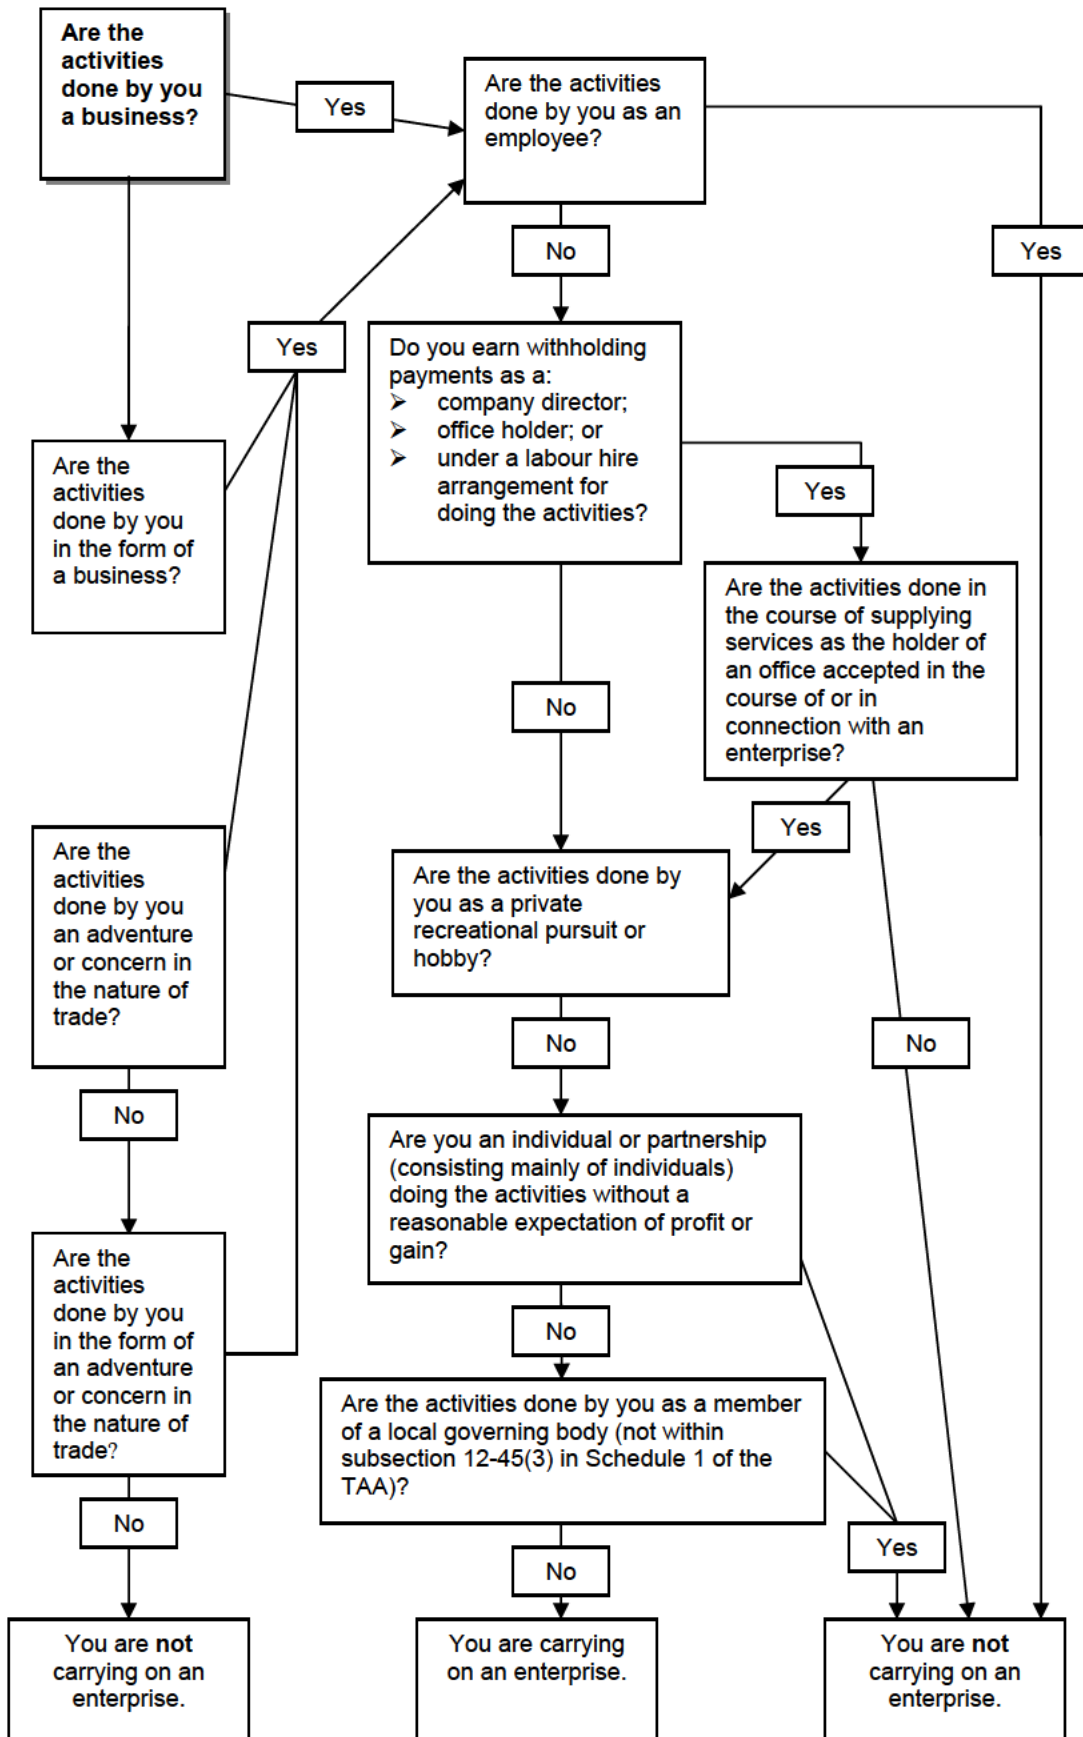 Are the
activities
done by you
a business?
Yes
Are the activities
done by you as an
employee?
Yes
No
Yes
Do you earn withholding
payments as a:
➢ company director;
➢ office holder; or
➢ under a labour hire
arrangement for
doing the activities?
Yes
Are the
activities
done by you
in the form of
a business?
Are the activities done in
the course of supplying
services as the holder of
an office accepted in the
course of or in
connection with an
enterprise?
No
Yes
Are the
activities
done by you
an adventure
or concern in
the nature of
trade?
Are the activities done by
you as a private
recreational pursuit or
hobby?
No
No
No
Are you an individual or partnership
(consisting mainly of individuals)
doing the activities without a
reasonable expectation of profit or
gain?
Are the
activities
done by you
in the form of
an adventure
or concern in
the nature of
trade?
No
Are the activities done by you as a member
of a local governing body (not within
subsection 12-45(3) in Schedule 1 of the
TAA)?
No
Yes
No
You are not
carrying on an
enterprise.
You are carrying
on an enterprise.
You are not
carrying on an
enterprise.